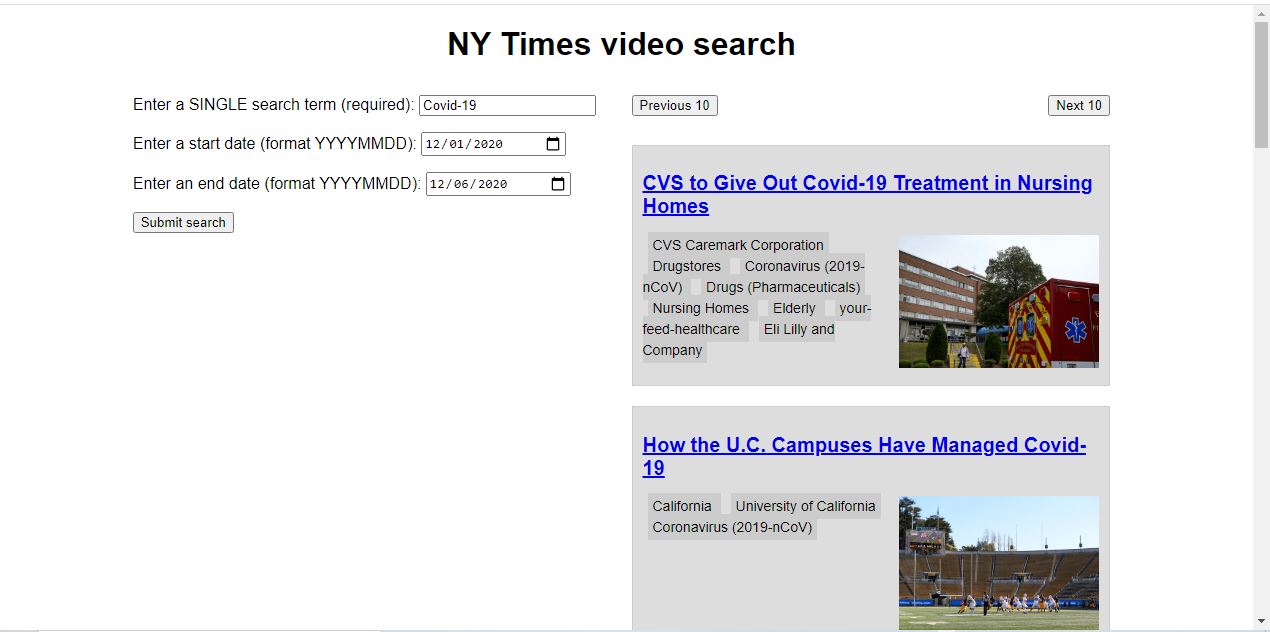 NY Times video search
Enter a SINGLE search term (required): Covid-19
Enter a start date (format YYYYMMDD): 12/01/2020
Enter an end date (format YYYYMMDD): 12/06/2020
Submit search
Previous 10
Next 10
CVS to Give Out Covid-19 Treatment in Nursing
Homes
CVS Caremark Corporation
Drugstores Coronavirus (2019-
nCoV) Drugs (Pharmaceuticals)
Nursing Homes Elderly your-
feed-healthcare Eli Lilly and
Company
How the U.C. Campuses Have Managed Covid-
19
California University of California
Coronavirus (2019-nCoV)